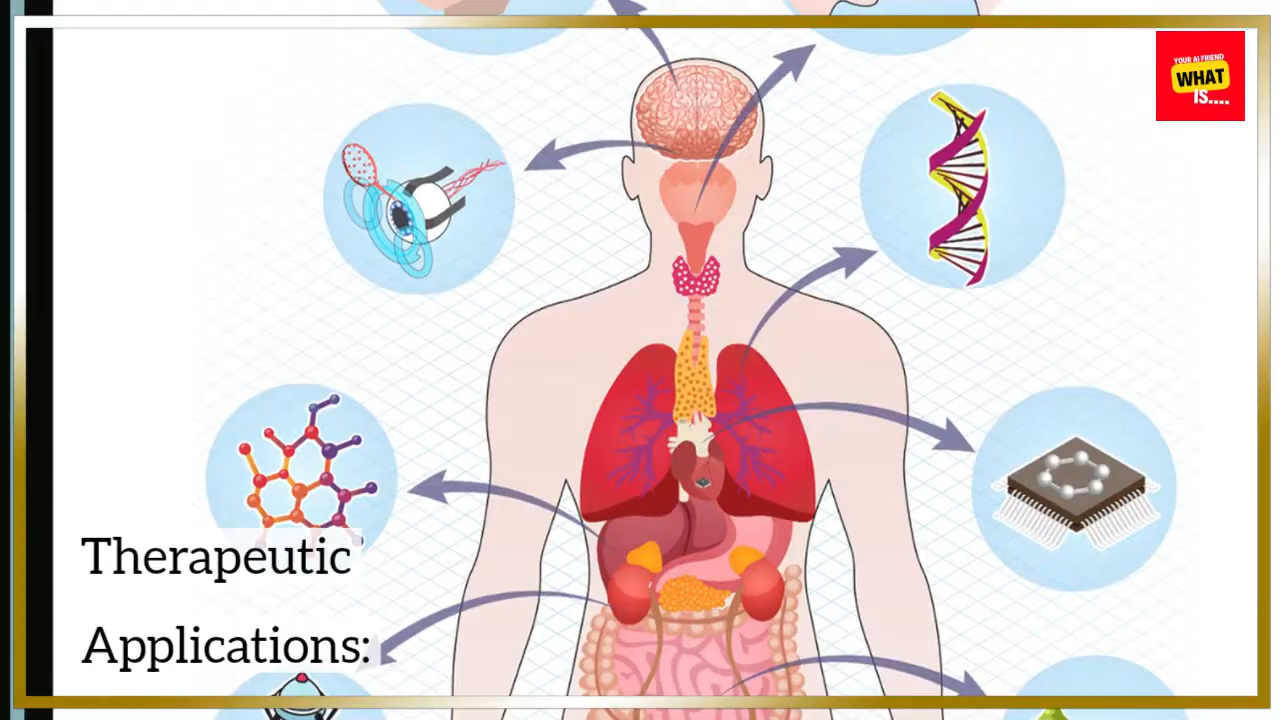 YOUR AI FRIEND
WHAT
IS....
Therapeutic
Applications: